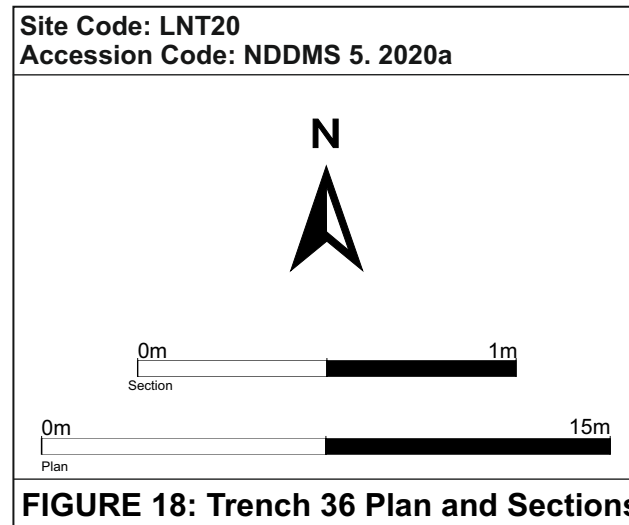 Site Code: LNT20
Accession Code: NDDMS 5. 2020a
N
0m 1m
Section
0m 15m
Plan
FIGURE 18: Trench 36 Plan and Sections